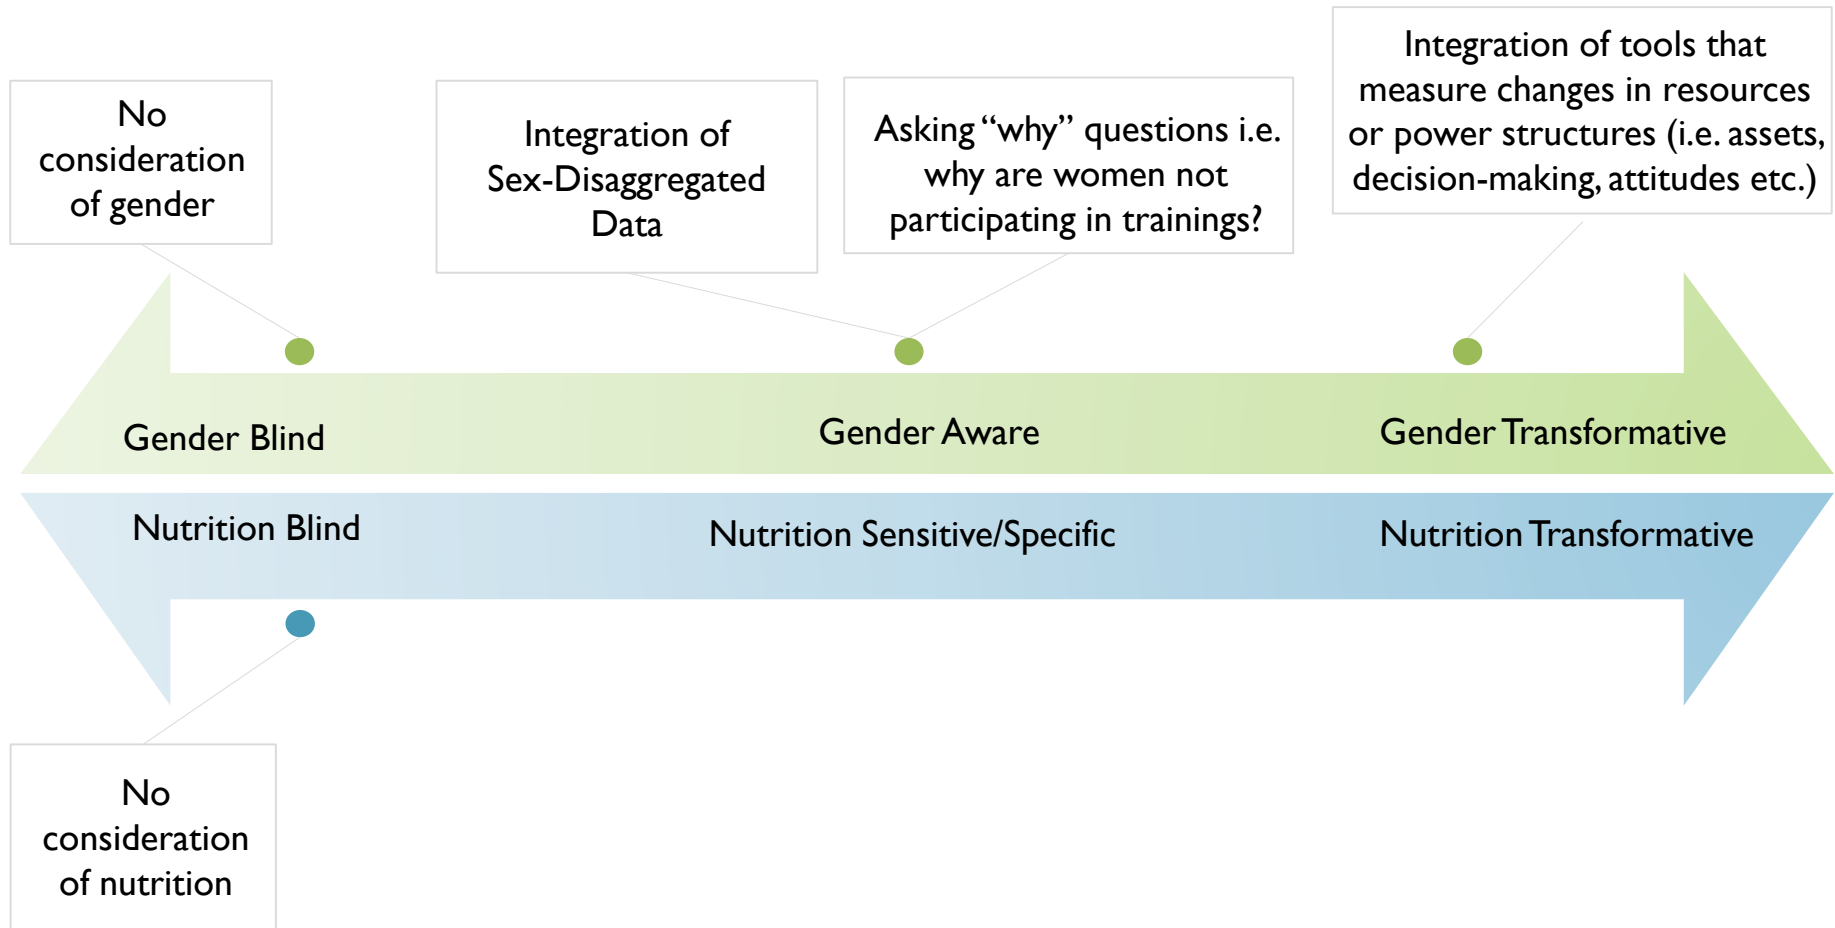 No
consideration
of gender
Integration of
Sex-Disaggregated
Data
Asking “why” questions i.e.
why are women not
participating in trainings?
Integration of tools that
measure changes in resources
or power structures (i.e. assets,
decision-making, attitudes etc.)
Gender Blind
Gender Aware
Gender Transformative
Nutrition Blind
Nutrition Sensitive/Specific
Nutrition Transformative
No
consideration
of nutrition